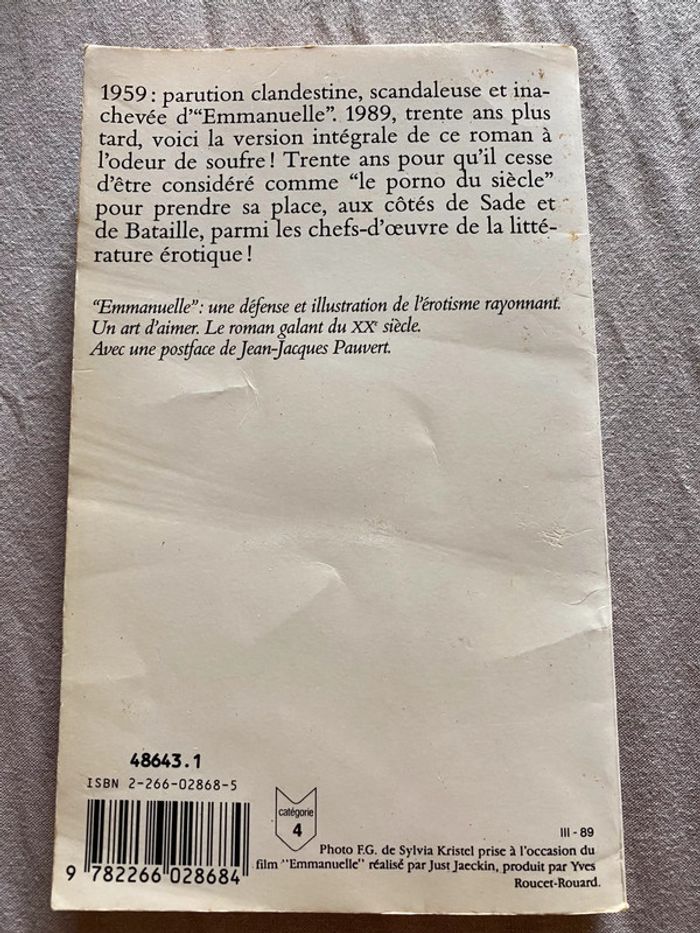 1959 : parution clandestine, scandaleuse et ina-
chevée d'“Emmanuelle”. 1989, trente ans plus
tard, voici la version intégrale de ce roman à
l'odeur de soufre ! Trente ans pour qu'il cesse
d'être considéré comme “le porno du siècle”
pour prendre sa place, aux côtés de Sade et
de Bataille, parmi les chefs-d'œuvre de la litté-
rature érotique !
“Emmanuelle” : une défense et illustration de l'érotisme rayonnant.
Un art d'aimer. Le roman galant du XXe siècle.
Avec une postface de Jean-Jacques Pauvert.
48643.1
ISBN 2-266-02868-5
9 782266 028684
catégorie
4
III - 89
Photo F.G. de Sylvia Kristel prise à l'occasion du
film "Emmanuelle" réalisé par Just Jaeckin, produit par Yves
Roucet-Rouard.